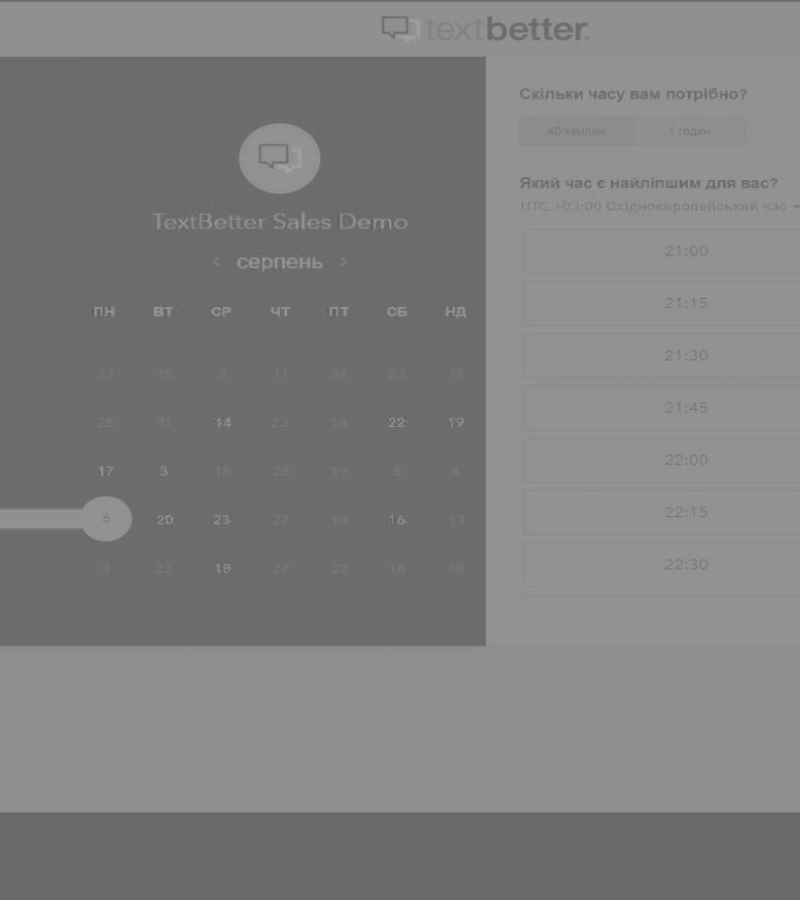 textbetter.
TextBetter Sales Demo
< серпень >
ПН ВТ СР ЧТ ПТ СБ НД
23 15 3 11 24 23 15
25 31 14 23 18 22 19
17 3 18 28 19 5 4
6 20 23 27 10 16 13
3 23 18 27 22 16 30
Скільки часу вам потрібно?
40 хвилин 1 годин
Який час є найліпшим для вас?
UTC +03:00 Східноєвропейський час
21:00
21:15
21:30
21:45
22:00
22:15
22:30